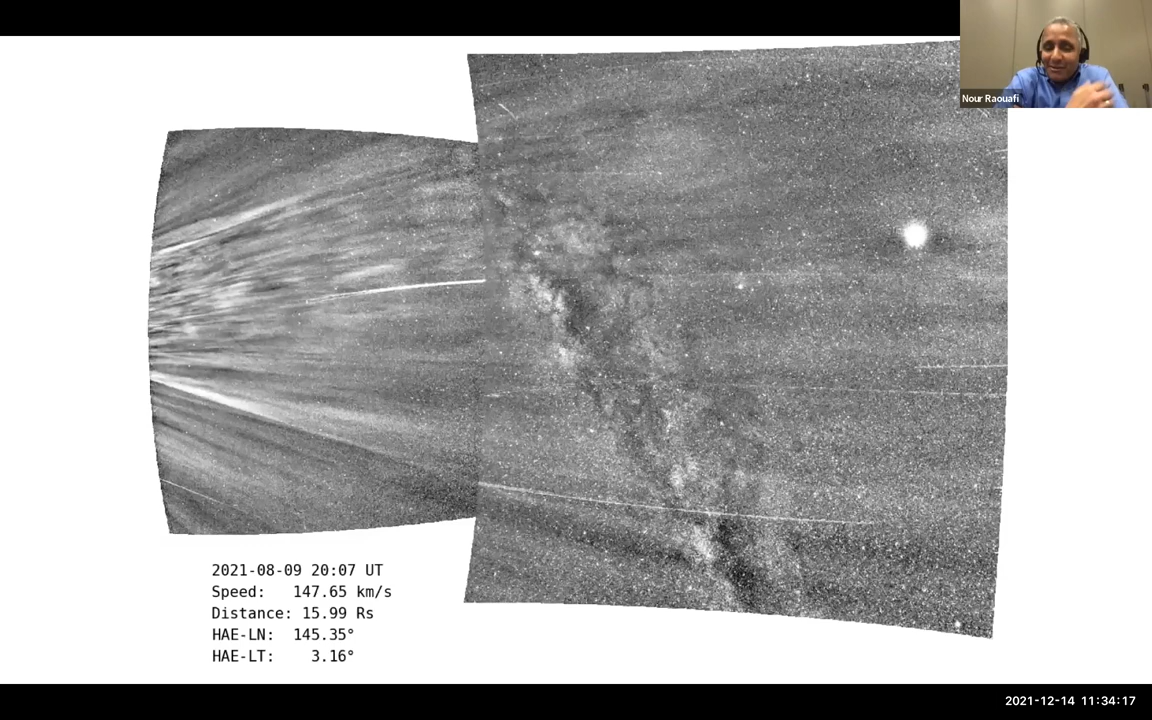 Nour Raouafi
2021-08-09 20:07 UT
Speed: 147.65 km/s
Distance: 15.99 Rs
HAE-LN: 145.35°
HAE-LT: 3.16°
2021-12-14 11:34:17